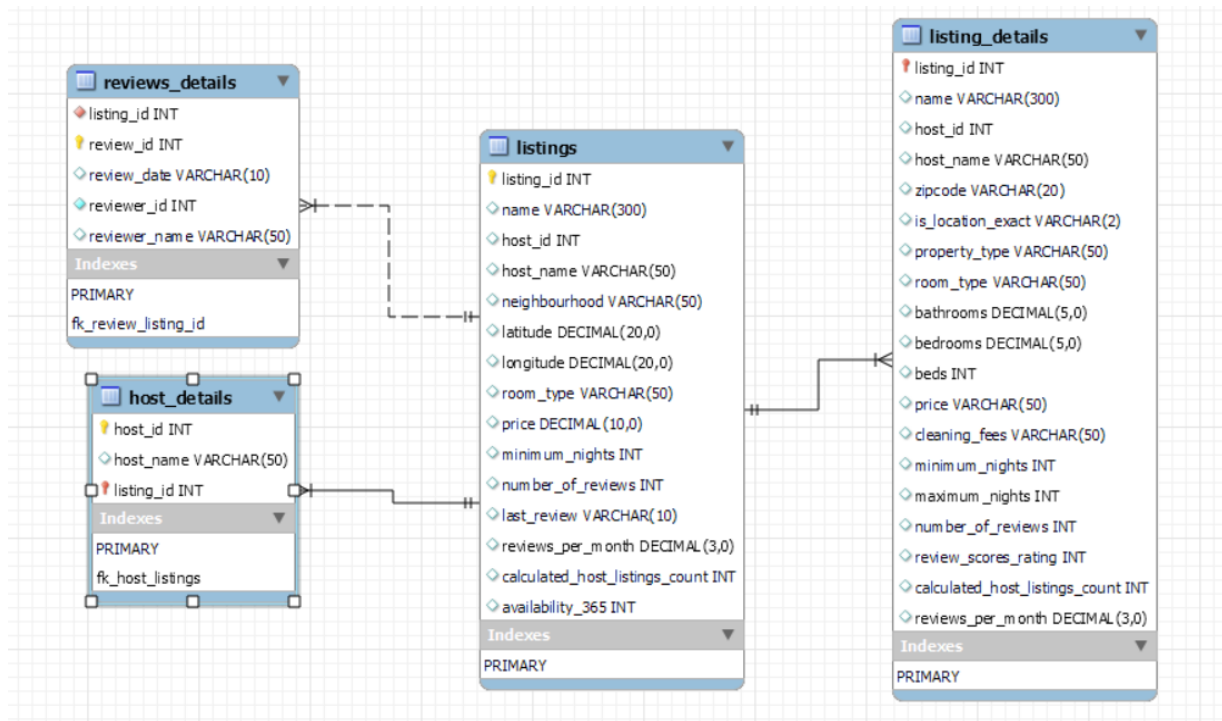 reviews_details
listing_id INT
review_id INT
review_date VARCHAR(10)
reviewer_id INT
reviewer_name VARCHAR(50)
Indexes
PRIMARY
fk_review_listing_id
host_details
host_id INT
host_name VARCHAR(50)
listing_id INT
Indexes
PRIMARY
fk_host_listings
listings
listing_id INT
name VARCHAR(300)
host_id INT
host_name VARCHAR(50)
neighbourhood VARCHAR(50)
latitude DECIMAL(20,0)
longitude DECIMAL(20,0)
room_type VARCHAR(50)
price DECIMAL(10,0)
minimum_nights INT
number_of_reviews INT
last_review VARCHAR(10)
reviews_per_month DECIMAL(3,0)
calculated_host_listings_count INT
availability_365 INT
Indexes
PRIMARY
listing_details
listing_id INT
name VARCHAR(300)
host_id INT
host_name VARCHAR(50)
zipcode VARCHAR(20)
is_location_exact VARCHAR(2)
property_type VARCHAR(50)
room_type VARCHAR(50)
bathrooms DECIMAL(5,0)
bedrooms DECIMAL(5,0)
beds INT
price VARCHAR(50)
cleaning_fees VARCHAR(50)
minimum_nights INT
maximum_nights INT
number_of_reviews INT
review_scores_rating INT
calculated_host_listings_count INT
reviews_per_month DECIMAL(3,0)
Indexes
PRIMARY